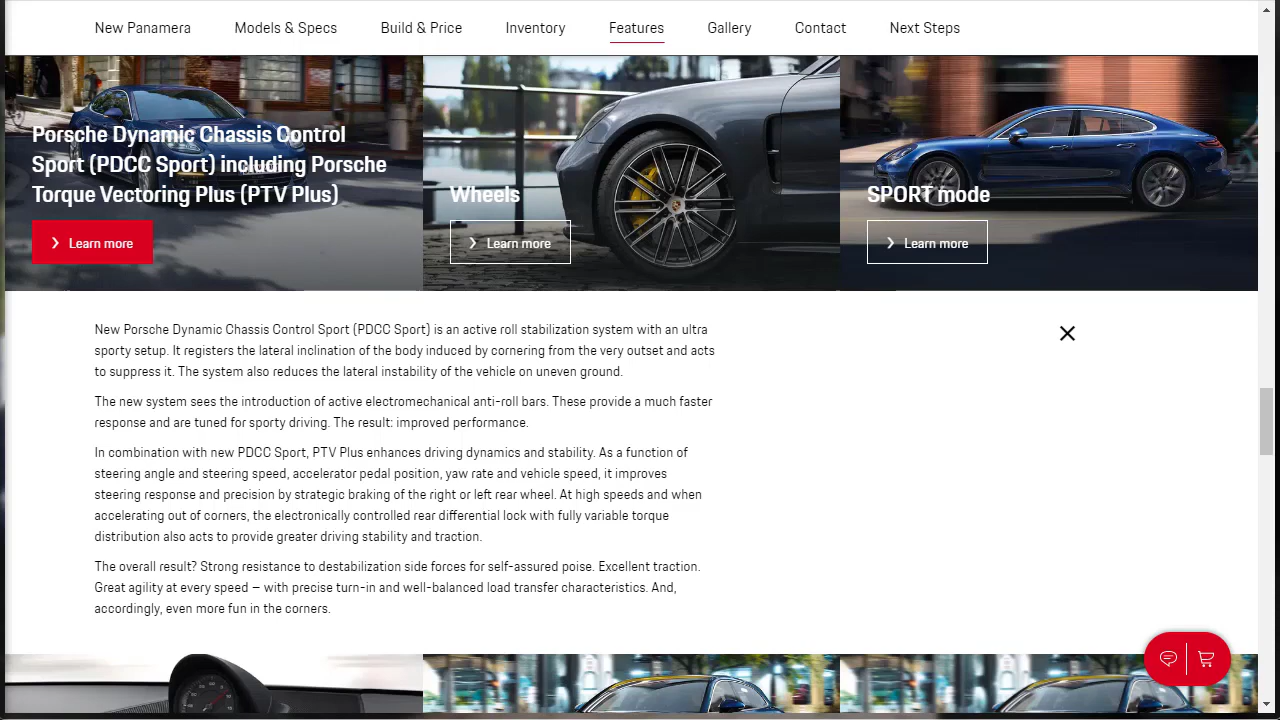 New Panamera Models & Specs Build & Price Inventory Features Gallery Contact Next Steps
Porsche Dynamic Chassis Control
Sport (PDCC Sport) including Porsche
Torque Vectoring Plus (PTV Plus)
Learn more
Wheels
Learn more
SPORT mode
Learn more
New Porsche Dynamic Chassis Control Sport (PDCC Sport) is an active roll stabilization system with an ultra
sporty setup. It registers the lateral inclination of the body induced by cornering from the very outset and acts
to suppress it. The system also reduces the lateral instability of the vehicle on uneven ground.
The new system sees the introduction of active electromechanical anti-roll bars. These provide a much faster
response and are tuned for sporty driving. The result: improved performance.
In combination with new PDCC Sport, PTV Plus enhances driving dynamics and stability. As a function of
steering angle and steering speed, accelerator pedal position, yaw rate and vehicle speed, it improves
steering response and precision by strategic braking of the right or left rear wheel. At high speeds and when
accelerating out of corners, the electronically controlled rear differential lock with fully variable torque
distribution also acts to provide greater driving stability and traction.
The overall result? Strong resistance to destabilization side forces for self-assured poise. Excellent traction.
Great agility at every speed – with precise turn-in and well-balanced load transfer characteristics. And,
accordingly, even more fun in the corners.